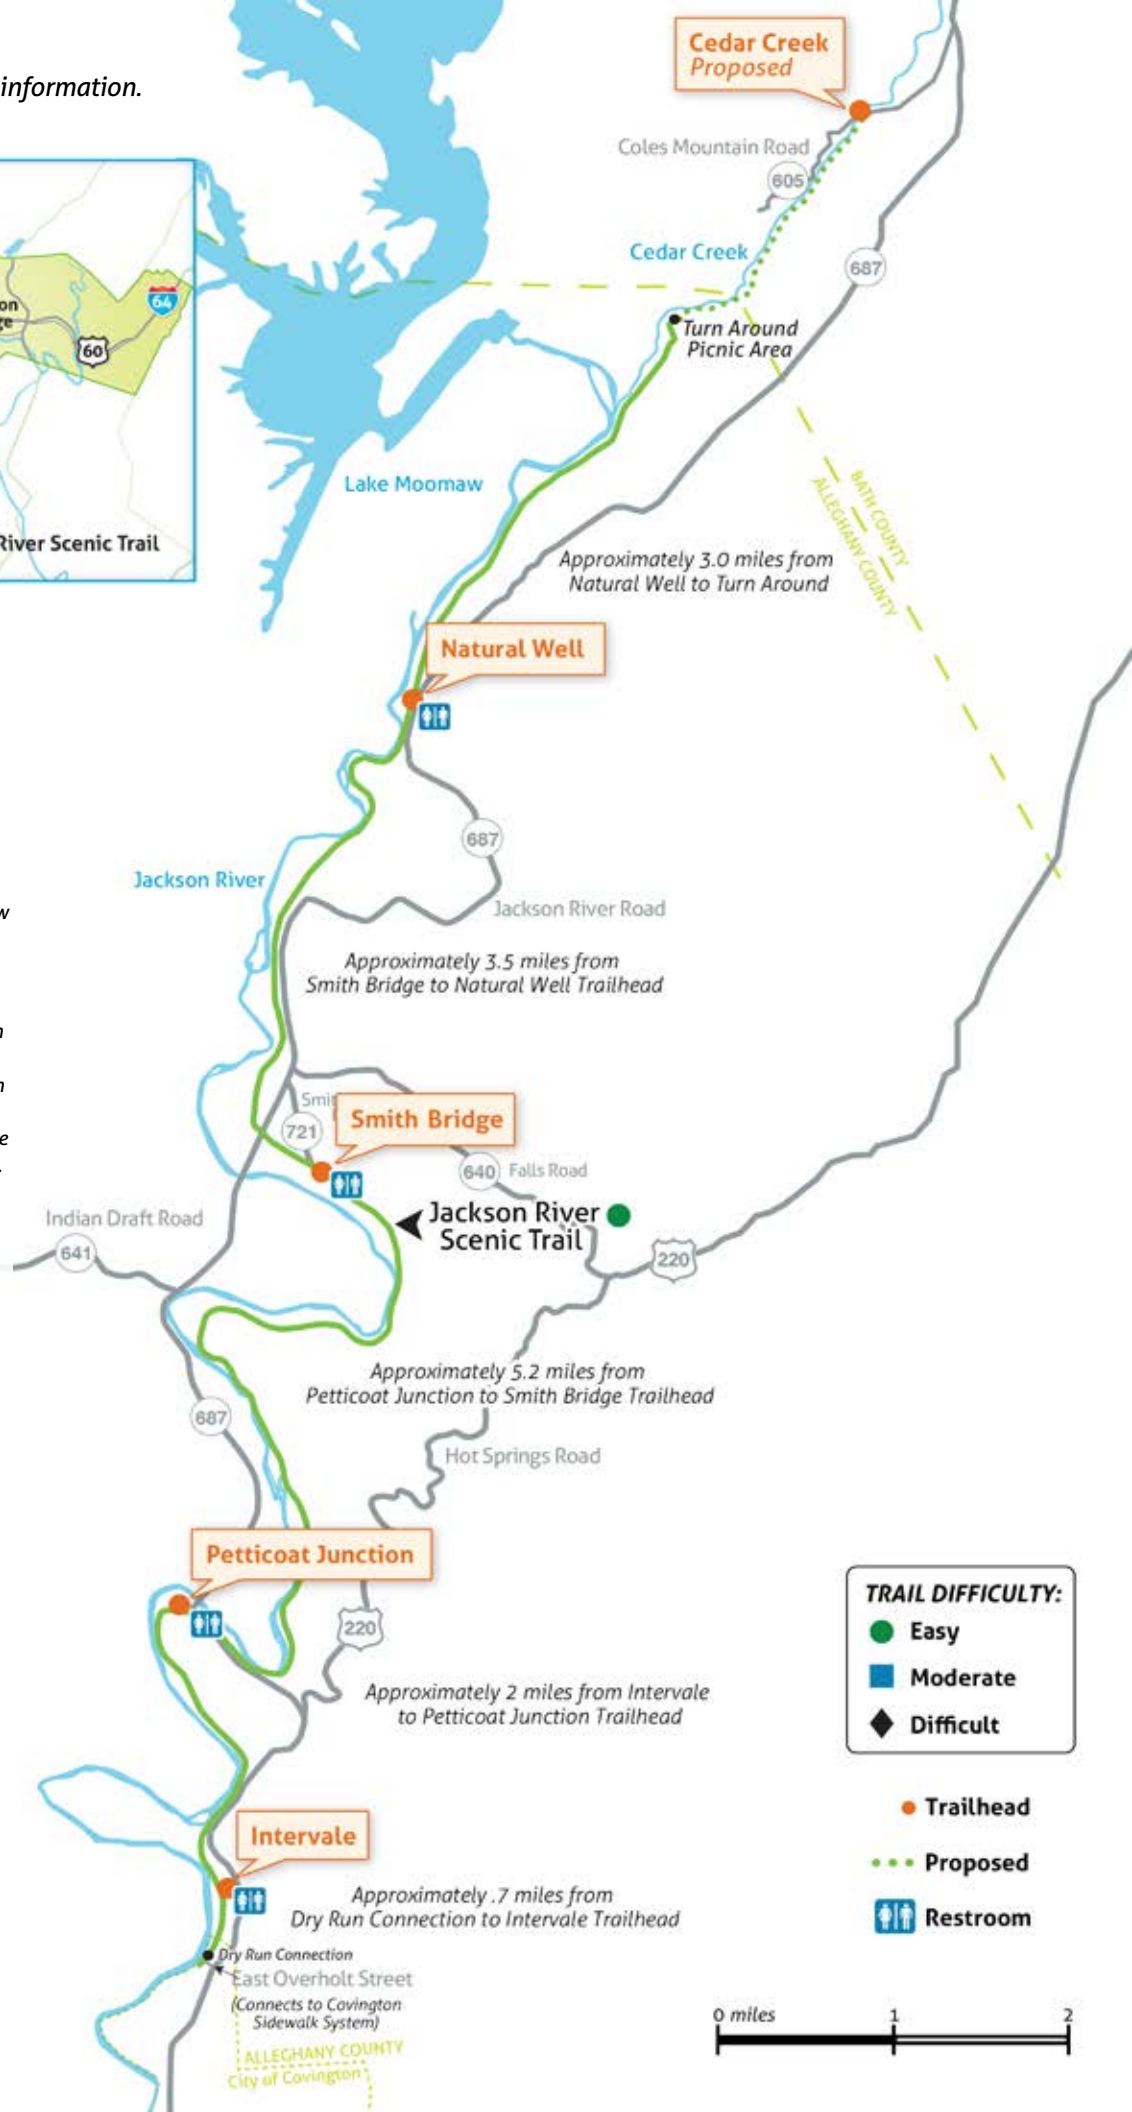 information.
Cedar Creek
Proposed
Coles Mountain Road
605
Cedar Creek
687
64
60
Turn Around
Picnic Area
Lake Moomaw
BATH COUNTY
ALLEGHANY COUNTY
River Scenic Trail
Approximately 3.0 miles from
Natural Well to Turn Around
Natural Well
687
Jackson River
Jackson River Road
Approximately 3.5 miles from
Smith Bridge to Natural Well Trailhead
Smith Bridge
721
640
Falls Road
Jackson River
Scenic Trail
Indian Draft Road
641
220
Approximately 5.2 miles from
Petticoat Junction to Smith Bridge Trailhead
687
Hot Springs Road
Petticoat Junction
220
Approximately 2 miles from Intervale
to Petticoat Junction Trailhead
TRAIL DIFFICULTY:
Easy
Moderate
Difficult
Trailhead
Proposed
Restroom
Intervale
Approximately .7 miles from
Dry Run Connection to Intervale Trailhead
Dry Run Connection
East Overholt Street
(Connects to Covington
Sidewalk System)
ALLEGHANY COUNTY
City of Covington
0 miles 1 2